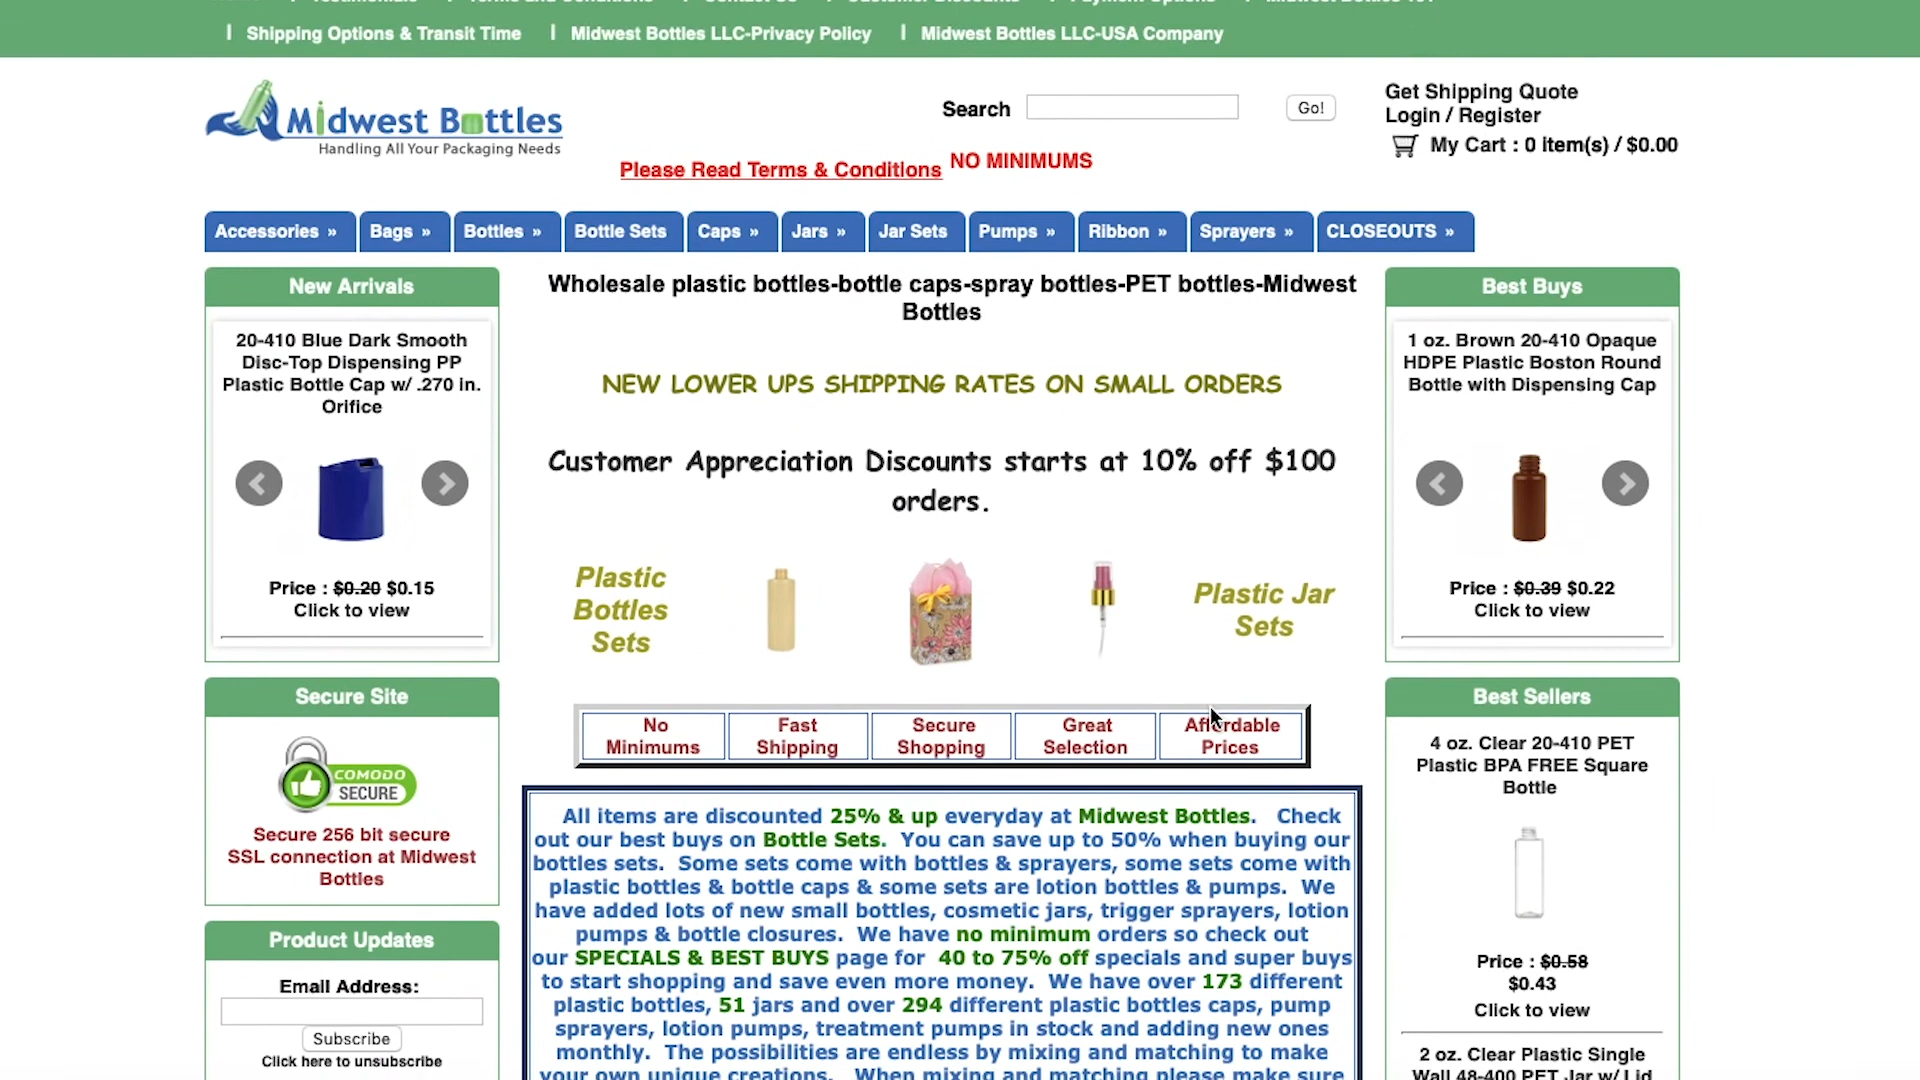 Testimonials | Terms and Conditions | Contact Us | Customer Discounts | Payment Options | Midwest Bottles 101
| Shipping Options & Transit Time | Midwest Bottles LLC-Privacy Policy | Midwest Bottles LLC-USA Company
Midwest Bottles
Handling All Your Packaging Needs
Search
Go!
Get Shipping Quote
Login / Register
My Cart : 0 item(s) / $0.00
Please Read Terms & Conditions NO MINIMUMS
Accessories » Bags » Bottles » Bottle Sets Caps » Jars » Jar Sets Pumps » Ribbon » Sprayers » CLOSEOUTS »
New Arrivals
20-410 Blue Dark Smooth
Disc-Top Dispensing PP
Plastic Bottle Cap w/ .270 in.
Orifice
Price : $0.20 $0.15
Click to view
Secure Site
COMODO
SECURE
Secure 256 bit secure
SSL connection at Midwest
Bottles
Product Updates
Email Address:
Subscribe
Click here to unsubscribe
Wholesale plastic bottles-bottle caps-spray bottles-PET bottles-Midwest
Bottles
NEW LOWER UPS SHIPPING RATES ON SMALL ORDERS
Customer Appreciation Discounts starts at 10% off $100
orders.
Plastic
Bottles
Sets
Plastic Jar
Sets
No
Minimums
Fast
Shipping
Secure
Shopping
Great
Selection
Affordable
Prices
All items are discounted 25% & up everyday at Midwest Bottles. Check
out our best buys on Bottle Sets. You can save up to 50% when buying our
bottles sets. Some sets come with bottles & sprayers, some sets come with
plastic bottles & bottle caps & some sets are lotion bottles & pumps. We
have added lots of new small bottles, cosmetic jars, trigger sprayers, lotion
pumps & bottle closures. We have no minimum orders so check out
our SPECIALS & BEST BUYS page for 40 to 75% off specials and super buys
to start shopping and save even more money. We have over 173 different
plastic bottles, 51 jars and over 294 different plastic bottles caps, pump
sprayers, lotion pumps, treatment pumps in stock and adding new ones
monthly. The possibilities are endless by mixing and matching to make
your own unique creations. When mixing and matching please make sure
Best Buys
1 oz. Brown 20-410 Opaque
HDPE Plastic Boston Round
Bottle with Dispensing Cap
Price : $0.39 $0.22
Click to view
Best Sellers
4 oz. Clear 20-410 PET
Plastic BPA FREE Square
Bottle
Price : $0.58
$0.43
Click to view
2 oz. Clear Plastic Single
Wall 48-400 PET Jar w/ Lid